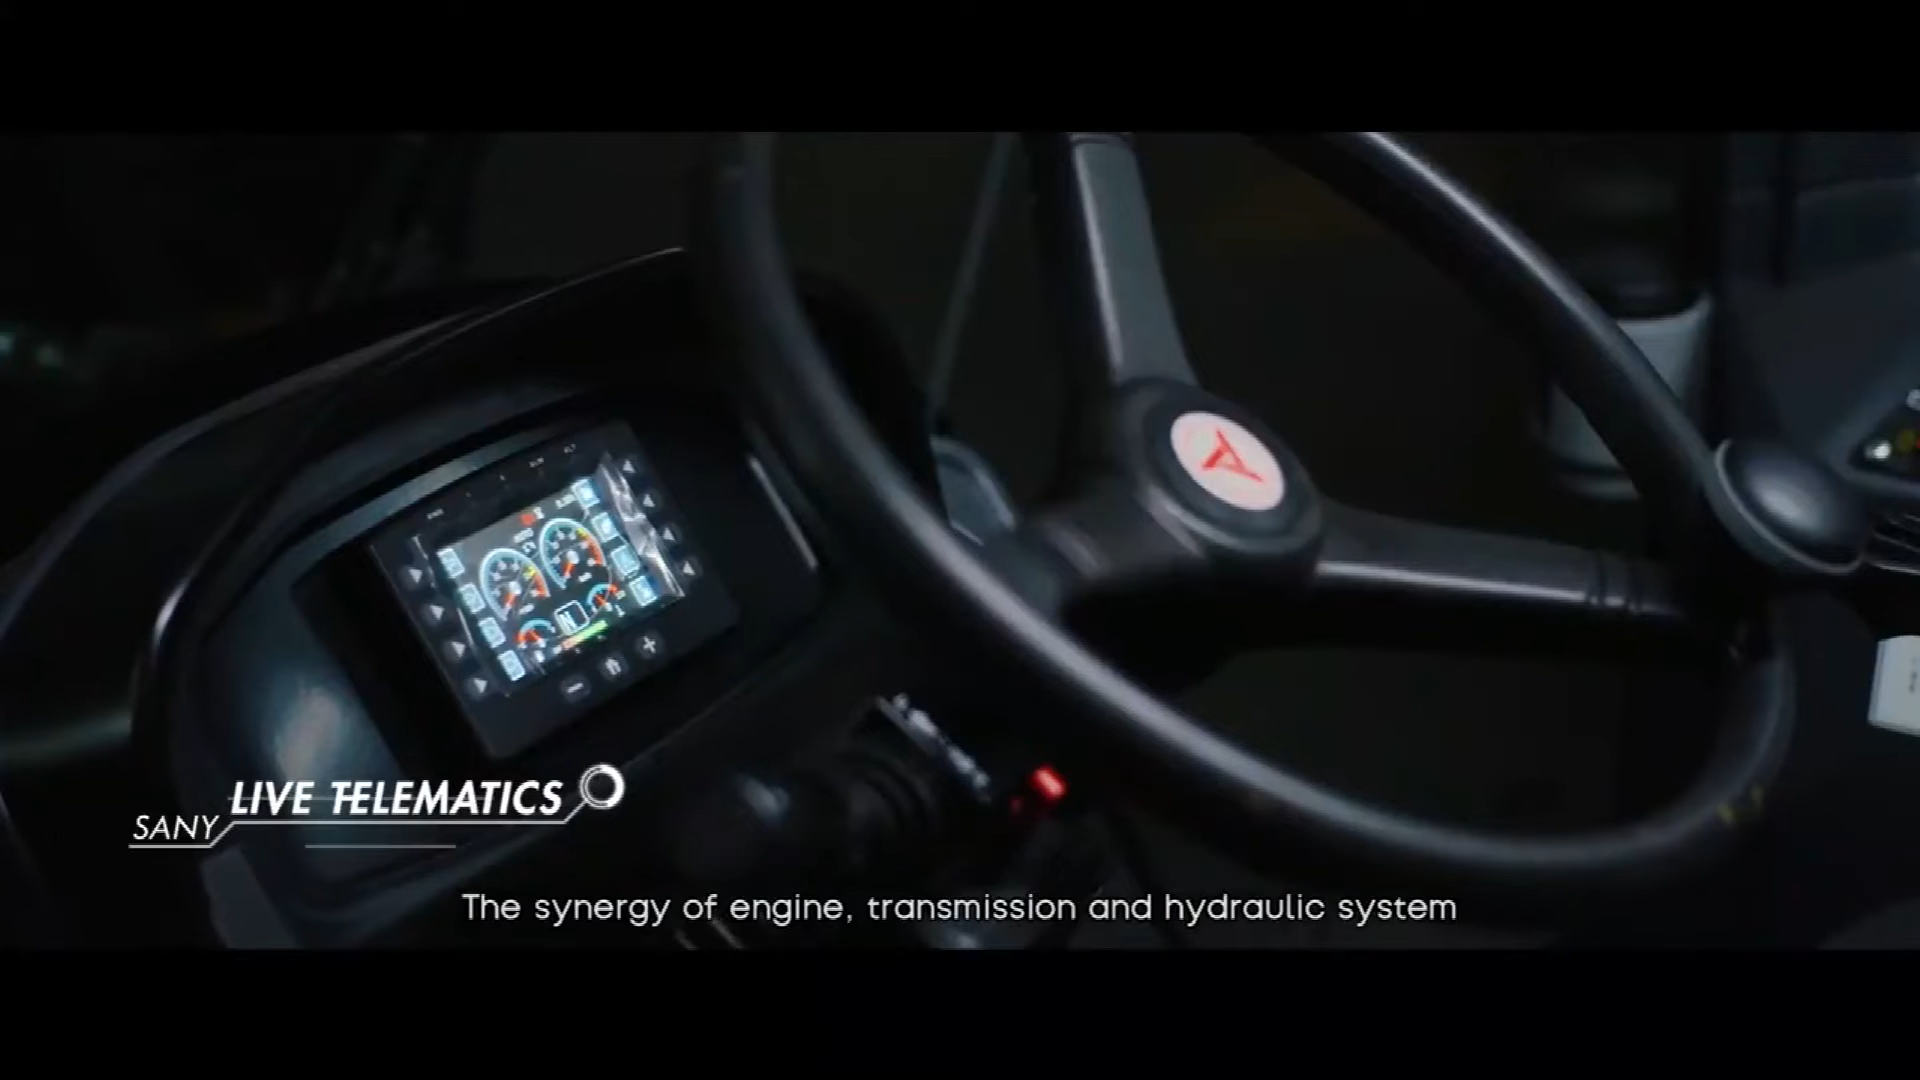 LIVE TELEMATICS
SANY
The synergy of engine, transmission and hydraulic system